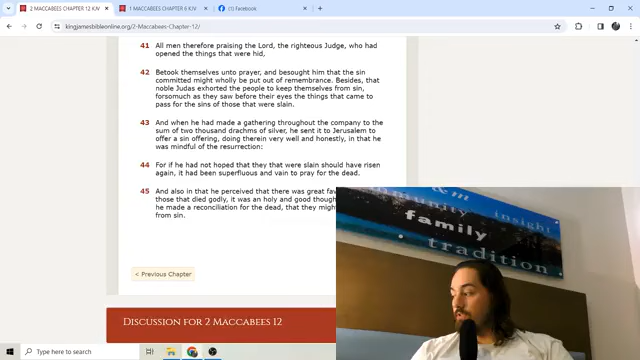 2 MACCABEES CHAPTER 12 KJV
1 MACCABEES CHAPTER 6 KJV
(1) Facebook
kingjamesbibleonline.org/2-Maccabees-Chapter-12/
41 All men therefore praising the Lord, the righteous Judge, who had
opened the things that were hid,
42 Betook themselves unto prayer, and besought him that the sin
committed might wholly be put out of remembrance. Besides, that
noble Judas exhorted the people to keep themselves from sin,
forsomuch as they saw before their eyes the things that came to
pass for the sins of those that were slain.
43 And when he had made a gathering throughout the company to the
sum of two thousand drachms of silver, he sent it to Jerusalem to
offer a sin offering, doing therein very well and honestly, in that he
was mindful of the resurrection:
44 For if he had not hoped that they that were slain should have risen
again, it had been superfluous and vain to pray for the dead.
45 And also in that he perceived that there was great
those that died godly, it was an holy and good
he made a reconciliation for the dead, that they
from sin.
community
insight
family
tradition
< Previous Chapter
DISCUSSION FOR 2 MACCABEES 12
Type here to search